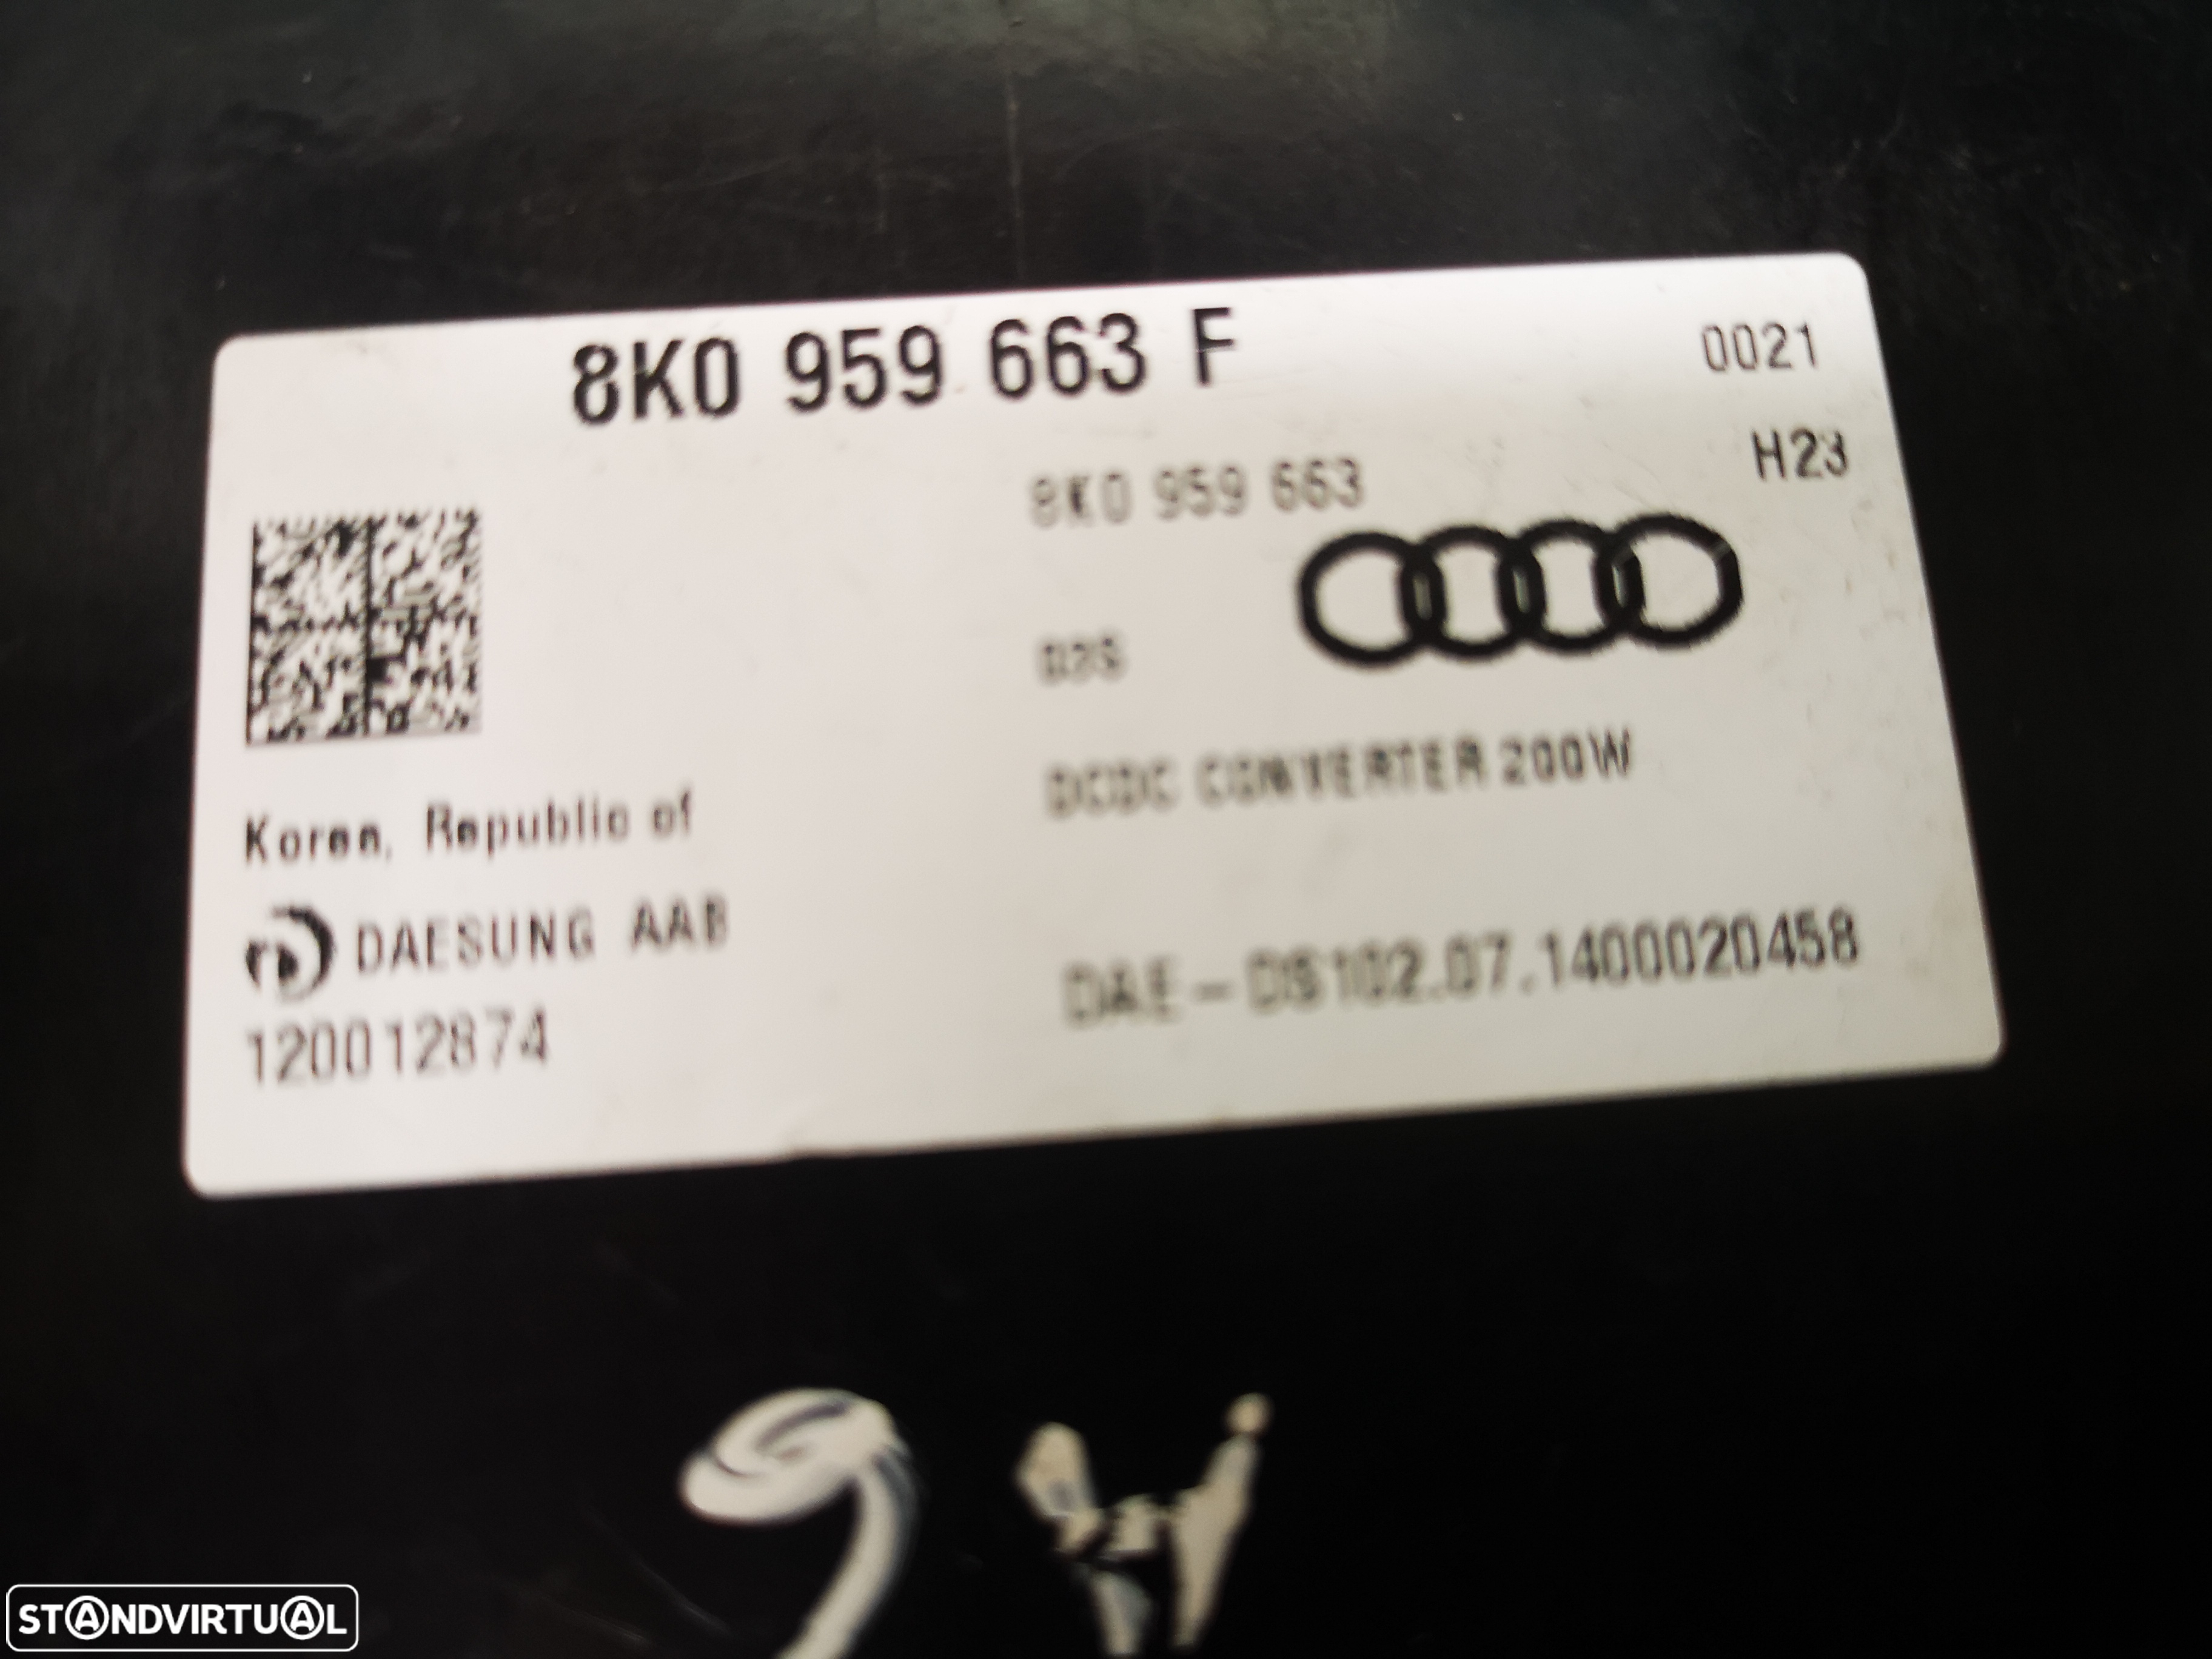 8K0 959 663 F
0021
H23
8K0 959 663
DCDC CONVERTER 200W
Korea, Republic of
DAESUNG AAB
120012874
DAE-DS102.07.1400020458
STANDVIRTUAL